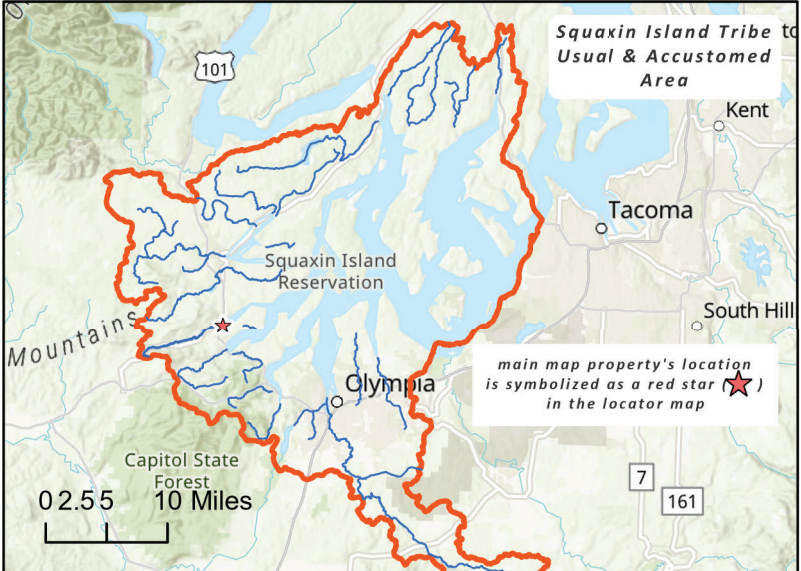 Squaxin Island Tribe
Usual & Accustomed
Area
to
101
Kent
Tacoma
Squaxin Island
Reservation
South Hill
Mountains
main map property's location
is symbolized as a red star ( )
in the locator map
Olympia
Capitol State
Forest
7
161
0 2.5 5 10 Miles